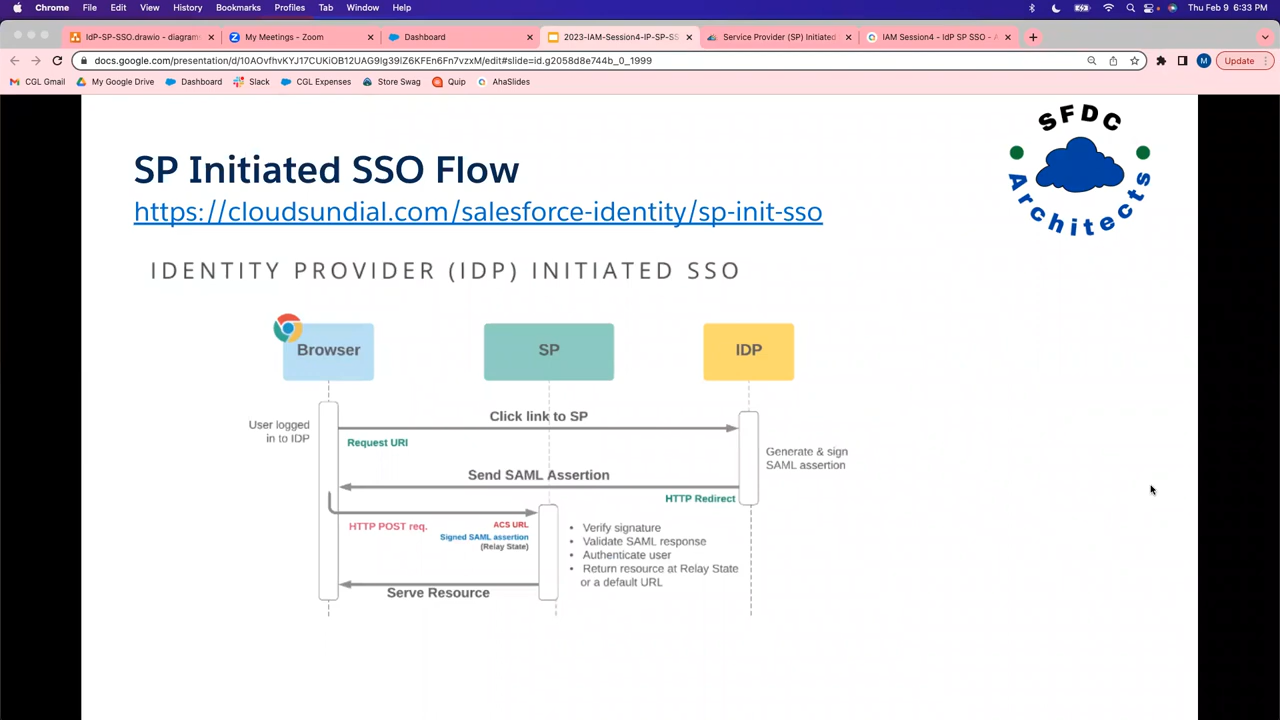 Chrome File Edit View History Bookmarks Profiles Tab Window Help Thu Feb 9 6:33 PM
IdP-SP-SSO.drawio - diagrams
My Meetings - Zoom
Dashboard
2023-IAM-Session4-IP-SP-SS
Service Provider (SP) Initiated
IAM Session4 - IdP SP SSO - A
docs.google.com/presentation/d/10AOvfhvKYJ17CUKiOB12UAG9Ig39lZ6KFEn6Fn7vzxM/edit#slide=id.g2058d8e744b_0_1999
M
Update
CGL Gmail
My Google Drive
Dashboard
Slack
CGL Expenses
Store Swag
Quip
AhaSlides
SFDC
Architects
SP Initiated SSO Flow
https://cloudsundial.com/salesforce-identity/sp-init-sso
IDENTITY PROVIDER (IDP) INITIATED SSO
Browser
SP
IDP
User logged
in to IDP
Click link to SP
Request URI
Generate & sign
SAML assertion
Send SAML Assertion
HTTP Redirect
HTTP POST req.
ACS URL
Signed SAML assertion
(Relay State)
• Verify signature
• Validate SAML response
• Authenticate user
• Return resource at Relay State
or a default URL
Serve Resource